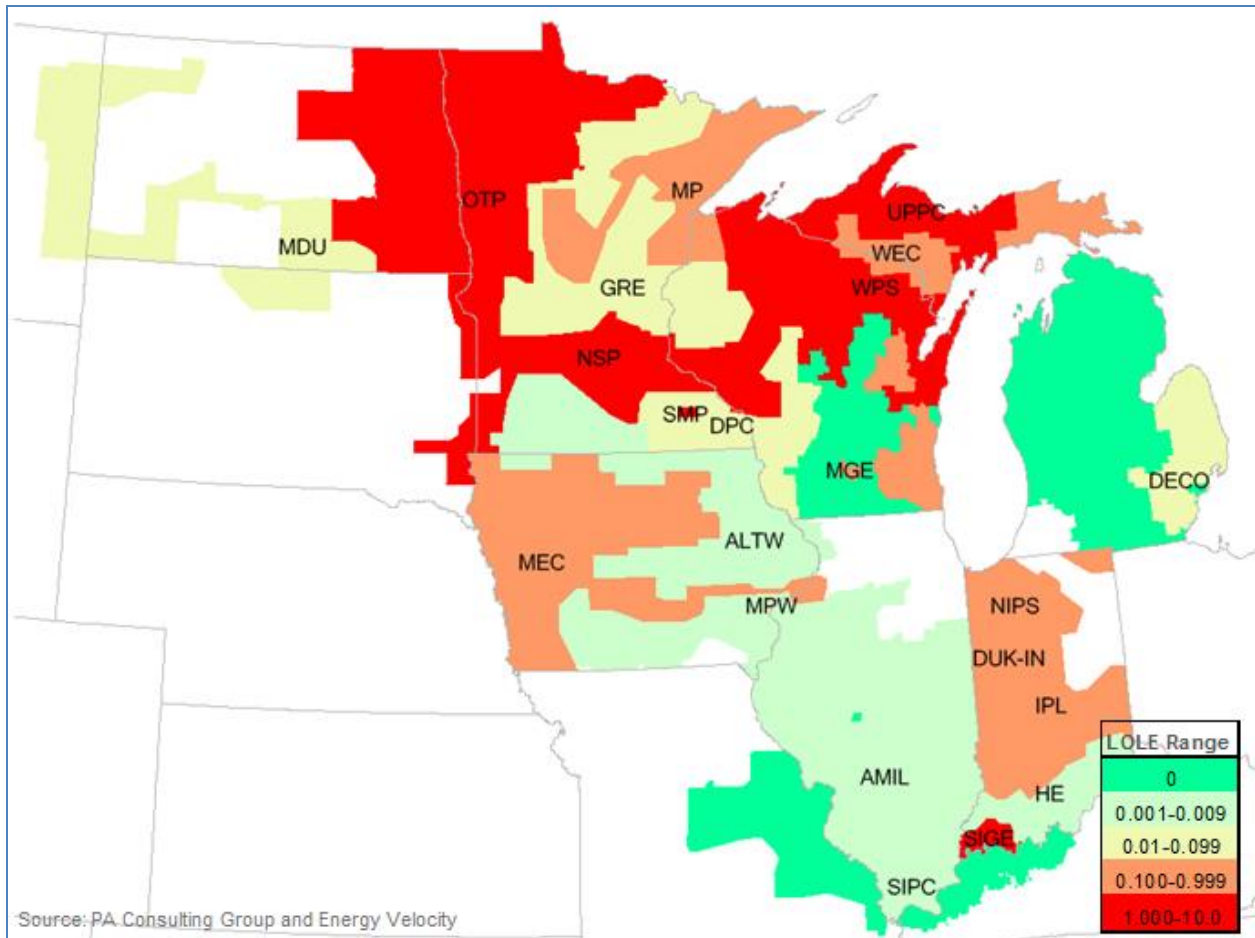 OTP
MP
UPPC
MDU
WEC
GRE
WPS
NSP
SMP
DPC
MGE
DECO
ALTW
MEC
MPW
NIPS
DUK-IN
IPL
LOLE Range
0
0.001-0.009
0.01-0.099
0.100-0.999
1.000-10.0
AMIL
HE
SIGE
SIPC
Source: PA Consulting Group and Energy Velocity